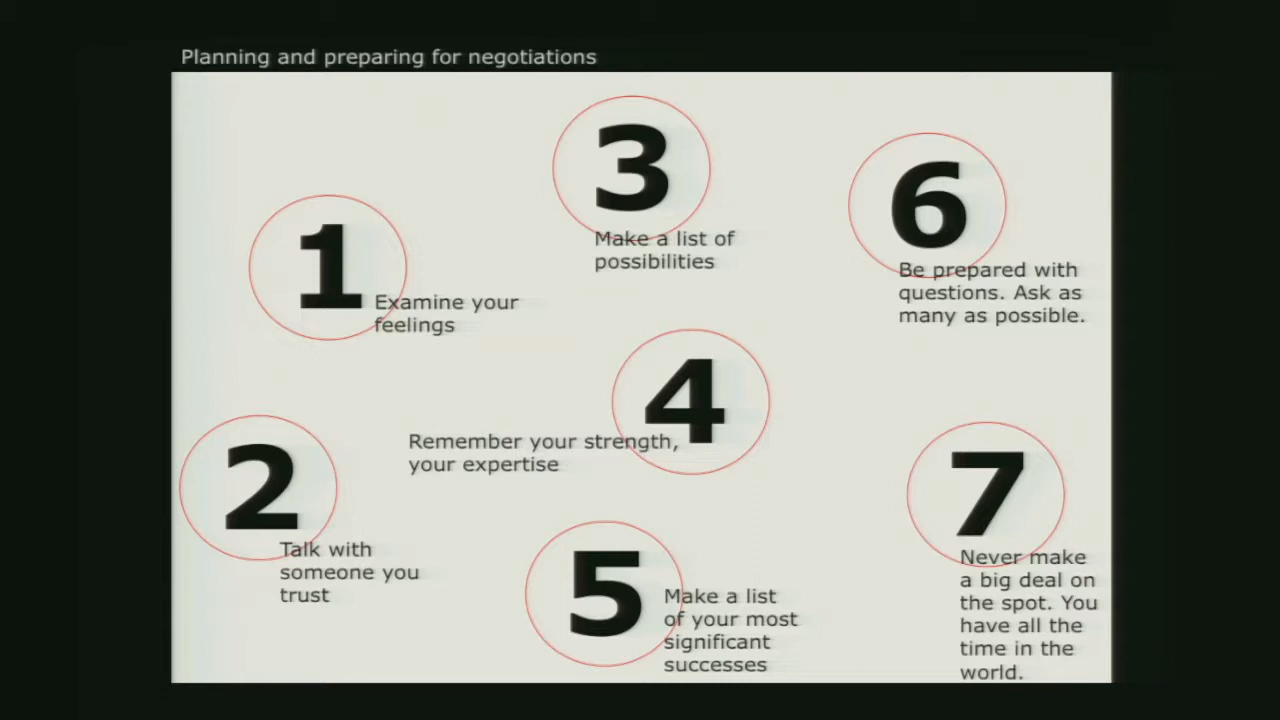 Planning and preparing for negotiations
1
Examine your
feelings
2
Talk with
someone you
trust
3
Make a list of
possibilities
4
Remember your strength,
your expertise
5
Make a list
of your most
significant
successes
6
Be prepared with
questions. Ask as
many as possible.
7
Never make
a big deal on
the spot. You
have all the
time in the
world.